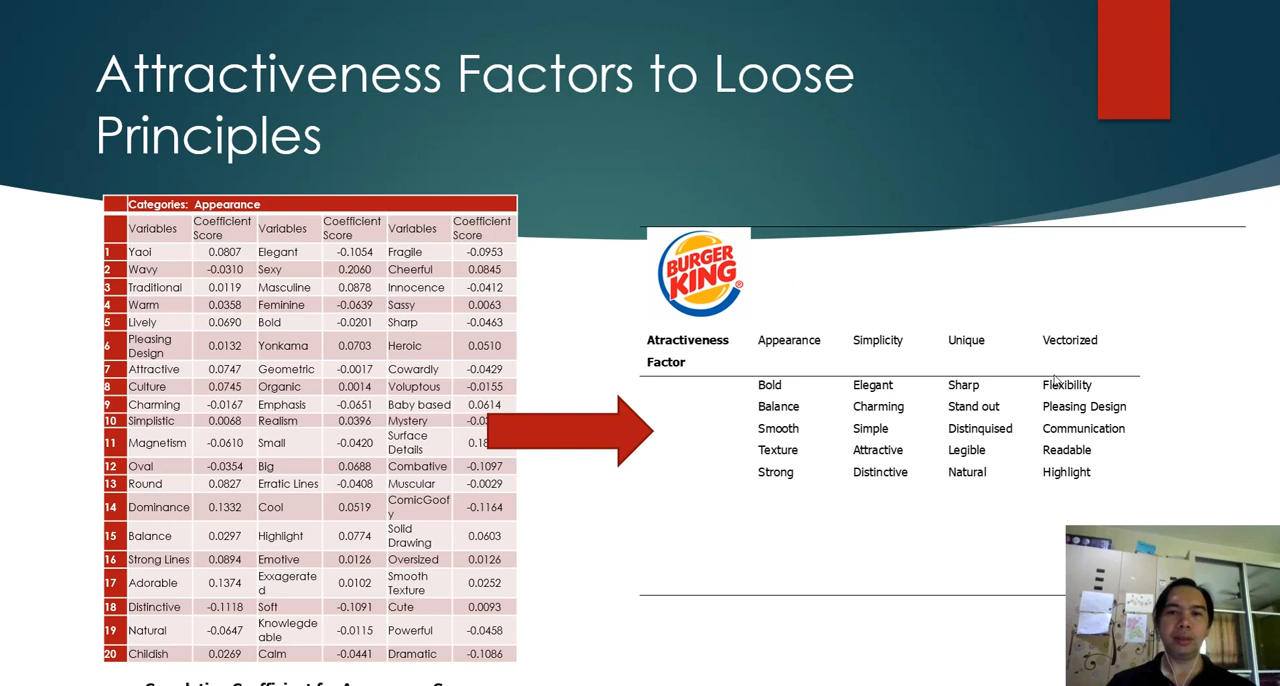 Attractiveness Factors to Loose
Principles
Categories: Appearance
Variables Coefficient Score Variables Coefficient Score Variables Coefficient Score
1 Yaoi 0.0807 Elegant -0.1054 Fragile -0.0953
2 Wavy -0.0310 Sexy 0.2060 Cheerful 0.0845
3 Traditional 0.0119 Masculine 0.0878 Innocence -0.0412
4 Warm 0.0358 Feminine -0.0639 Sassy 0.0063
5 Lively 0.0690 Bold -0.0201 Sharp -0.0463
6 Pleasing Design 0.0132 Yonkama 0.0703 Heroic 0.0510
7 Attractive 0.0747 Geometric -0.0017 Cowardly -0.0429
8 Culture 0.0745 Organic 0.0014 Voluptous -0.0155
9 Charming -0.0167 Emphasis -0.0651 Baby based 0.0614
10 Simplistic 0.0068 Realism 0.0396 Mystery
11 Magnetism -0.0610 Small -0.0420 Surface Details
12 Oval -0.0354 Big 0.0688 Combative -0.1097
13 Round 0.0827 Erratic Lines -0.0408 Muscular -0.0029
14 Dominance 0.1332 Cool 0.0519 ComicGoofy -0.1164
15 Balance 0.0297 Highlight 0.0774 Solid Drawing 0.0603
16 Strong Lines 0.0894 Emotive 0.0126 Oversized 0.0126
17 Adorable 0.1374 Exxagerated 0.0102 Smooth Texture 0.0252
18 Distinctive -0.1118 Soft -0.1091 Cute 0.0093
19 Natural -0.0647 Knowlegdeable -0.0115 Powerful -0.0458
20 Childish 0.0269 Calm -0.0441 Dramatic -0.1086
BURGER
KING®
Atractiveness Factor Appearance Simplicity Unique Vectorized
Bold Elegant Sharp Flexibility
Balance Charming Stand out Pleasing Design
Smooth Simple Distinquised Communication
Texture Attractive Legible Readable
Strong Distinctive Natural Highlight